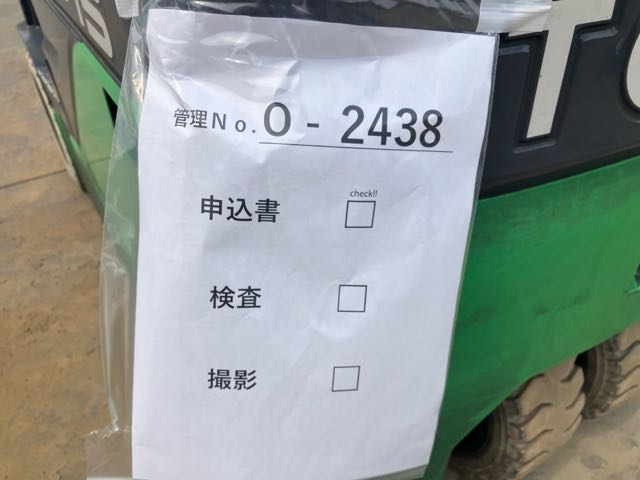 管理No. O - 2438
check!!
申込書 □
検査 □
撮影 □